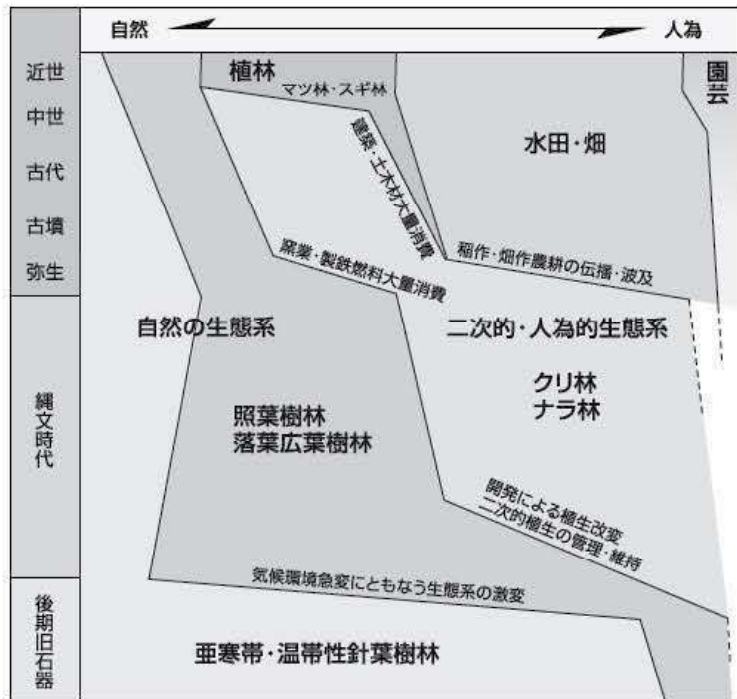 自然
人為
近世
中世
古代
古墳
弥生
縄文時代
後期旧石器
植林
マツ林・スギ林
園芸
水田・畑
建築・土木材大量消費
稲作・畑作農耕の伝播・波及
窯業・製鉄燃料大量消費
自然の生態系
二次的・人為的生態系
クリ林
ナラ林
照葉樹林
落葉広葉樹林
開発による植生改変
二次的植生の管理・維持
気候環境急変にともなう生態系の激変
亜寒帯・温帯性針葉樹林